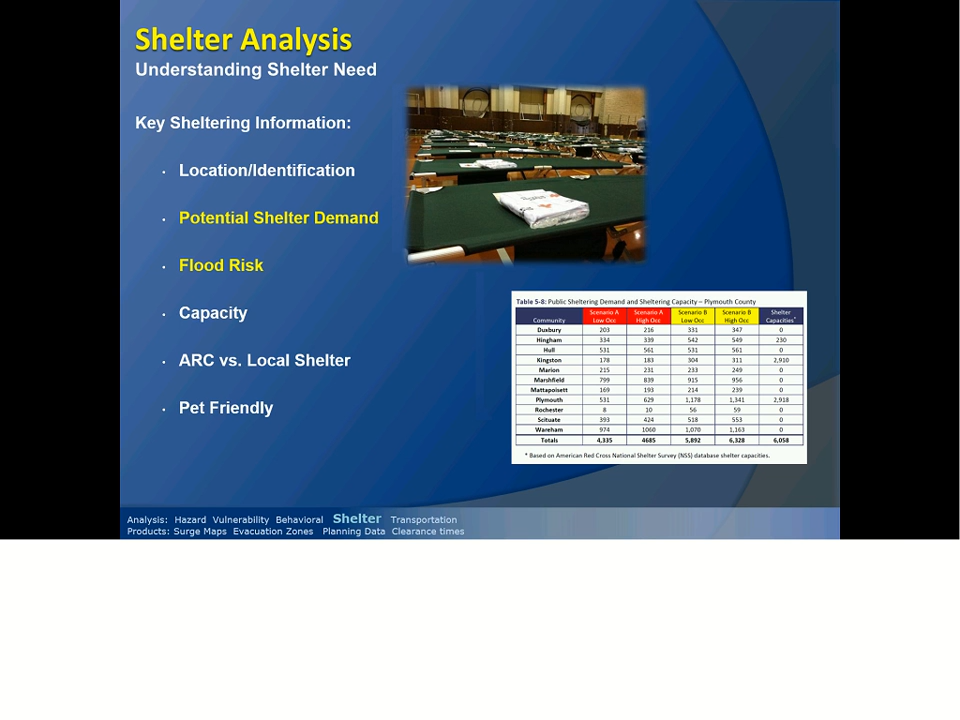 Shelter Analysis
Understanding Shelter Need
Key Sheltering Information:
· Location/Identification
· Potential Shelter Demand
· Flood Risk
· Capacity
· ARC vs. Local Shelter
· Pet Friendly
Table 5-8: Public Sheltering Demand and Sheltering Capacity – Plymouth County
Community Scenario A Low Occ Scenario A High Occ Scenario B Low Occ Scenario B High Occ Shelter Capacities*
Duxbury 203 216 331 347 0
Hingham 334 339 542 549 230
Hull 531 561 531 561 0
Kingston 178 183 304 311 2,910
Marion 215 231 233 249 0
Marshfield 799 839 915 956 0
Mattapoisett 169 193 214 239 0
Plymouth 531 629 1,178 1,341 2,918
Rochester 8 10 56 59 0
Scituate 393 424 518 553 0
Wareham 974 1060 1,070 1,163 0
Totals 4,335 4685 5,892 6,328 6,058
* Based on American Red Cross National Shelter Survey (NSS) database shelter capacities.
Analysis: Hazard Vulnerability Behavioral Shelter Transportation
Products: Surge Maps Evacuation Zones Planning Data Clearance times